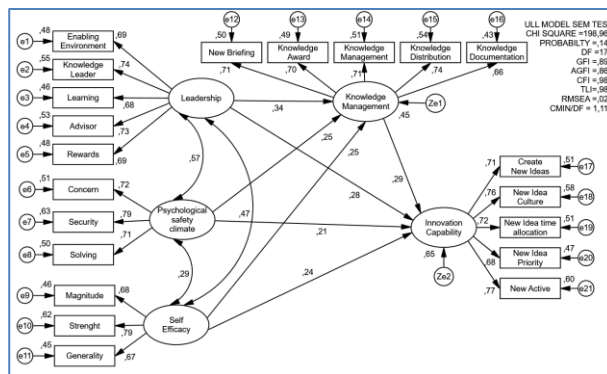 e12
e13
e14
e15
e16
,50
,49
,51
,54
,43
New Briefing
Knowledge
Award
Knowledge
Management
Knowledge
Distribution
Knowledge
Documentation
,71
,70
,71
,74
,66
ULL MODEL SEM TES
CHI SQUARE =198,96
PROBABILTY =,14
DF =17
GFI =,89
AGFI =,86
CFI =,98
TLI=,98
RMSEA =,02
CMIN/DF = 1,11
e1
,48
Enabling
Environment
,69
e2
,55
Knowledge
Leader
,74
e3
,46
Learning
,68
e4
,53
Advisor
,73
e5
,48
Rewards
,69
Leadership
,34
Knowledge
Management
Ze1
,45
,57
,25
,25
,29
,28
,47
e6
,51
Concern
,72
e7
,63
Security
,79
e8
,50
Solving
,71
Psychological
safety
climate
,21
,29
,24
Innovation
Capability
,65
Ze2
,71
Create
New Ideas
,51
e17
,76
New Idea
Culture
,58
e18
,72
New Idea time
allocation
,51
e19
,68
New Idea
Priority
,47
e20
,77
New Active
,60
e21
e9
,46
Magnitude
,68
e10
,62
Strenght
,79
e11
,45
Generality
,67
Self
Efficacy